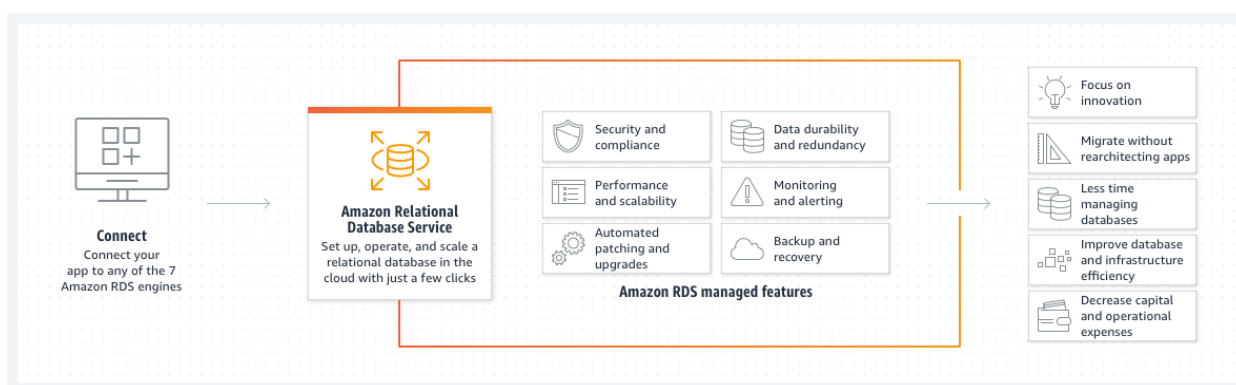 Connect
Connect your
app to any of the 7
Amazon RDS engines
Amazon Relational
Database Service
Set up, operate, and scale a
relational database in the
cloud with just a few clicks
Security and
compliance
Data durability
and redundancy
Performance
and scalability
Monitoring
and alerting
Automated
patching and
upgrades
Backup and
recovery
Amazon RDS managed features
Focus on
innovation
Migrate without
rearchitecting apps
Less time
managing
databases
Improve database
and infrastructure
efficiency
Decrease capital
and operational
expenses